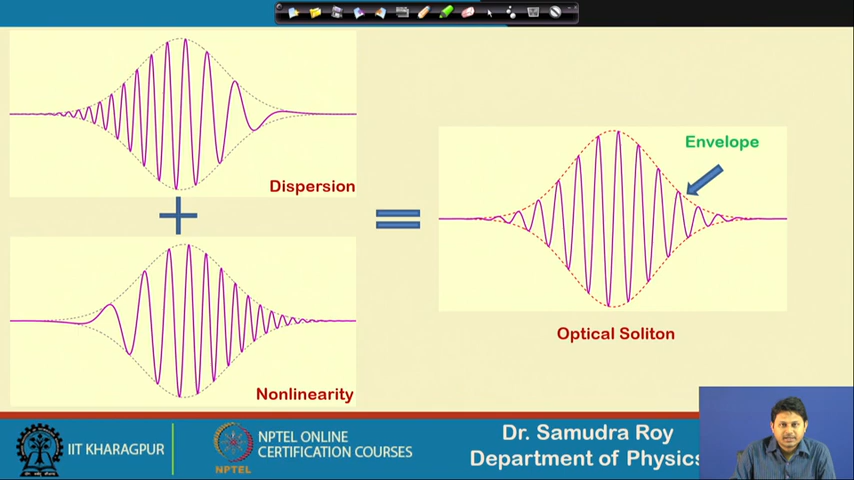 Dispersion
Nonlinearity
Envelope
Optical Soliton
IIT KHARAGPUR
NPTEL
NPTEL ONLINE
CERTIFICATION COURSES
Dr. Samudra Roy
Department of Physics